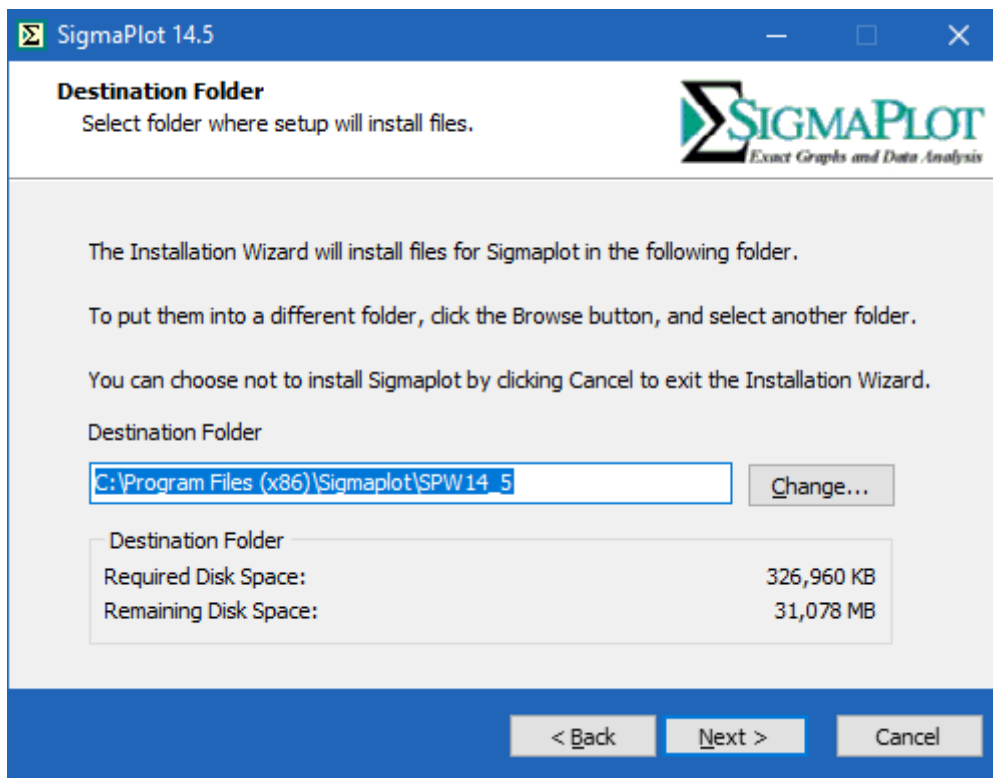 SigmaPlot 14.5
Destination Folder
Select folder where setup will install files.
SIGMAPLOT
Exact Graphs and Data Analysis
The Installation Wizard will install files for Sigmaplot in the following folder.
To put them into a different folder, click the Browse button, and select another folder.
You can choose not to install Sigmaplot by clicking Cancel to exit the Installation Wizard.
Destination Folder
C:\Program Files (x86)\Sigmaplot\SPW14_5
Change...
Destination Folder
Required Disk Space: 326,960 KB
Remaining Disk Space: 31,078 MB
< Back Next > Cancel